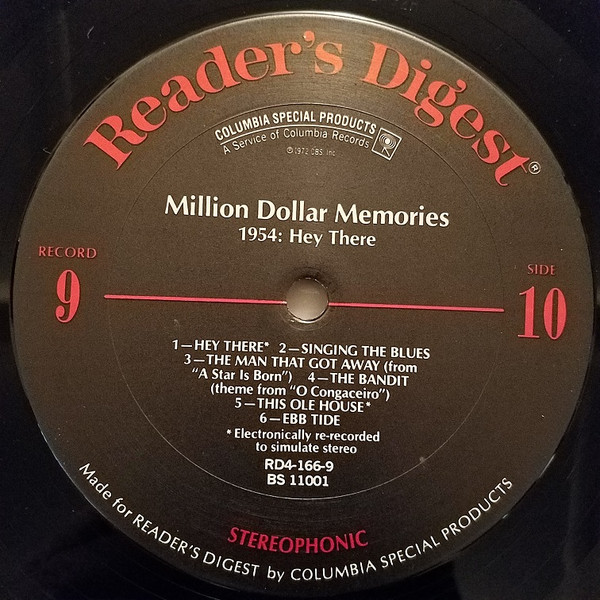 Reader's Digest®
COLUMBIA SPECIAL PRODUCTS
A Service of Columbia Records
℗ 1972 CBS, Inc.
Million Dollar Memories
1954: Hey There
RECORD
9
SIDE
10
1—HEY THERE* 2—SINGING THE BLUES
3—THE MAN THAT GOT AWAY (from
"A Star Is Born") 4—THE BANDIT
(theme from "O Congaceiro")
5—THIS OLE HOUSE*
6—EBB TIDE
*Electronically re-recorded
to simulate stereo
RD4-166-9
BS 11001
STEREOPHONIC
Made for READER'S DIGEST by COLUMBIA SPECIAL PRODUCTS